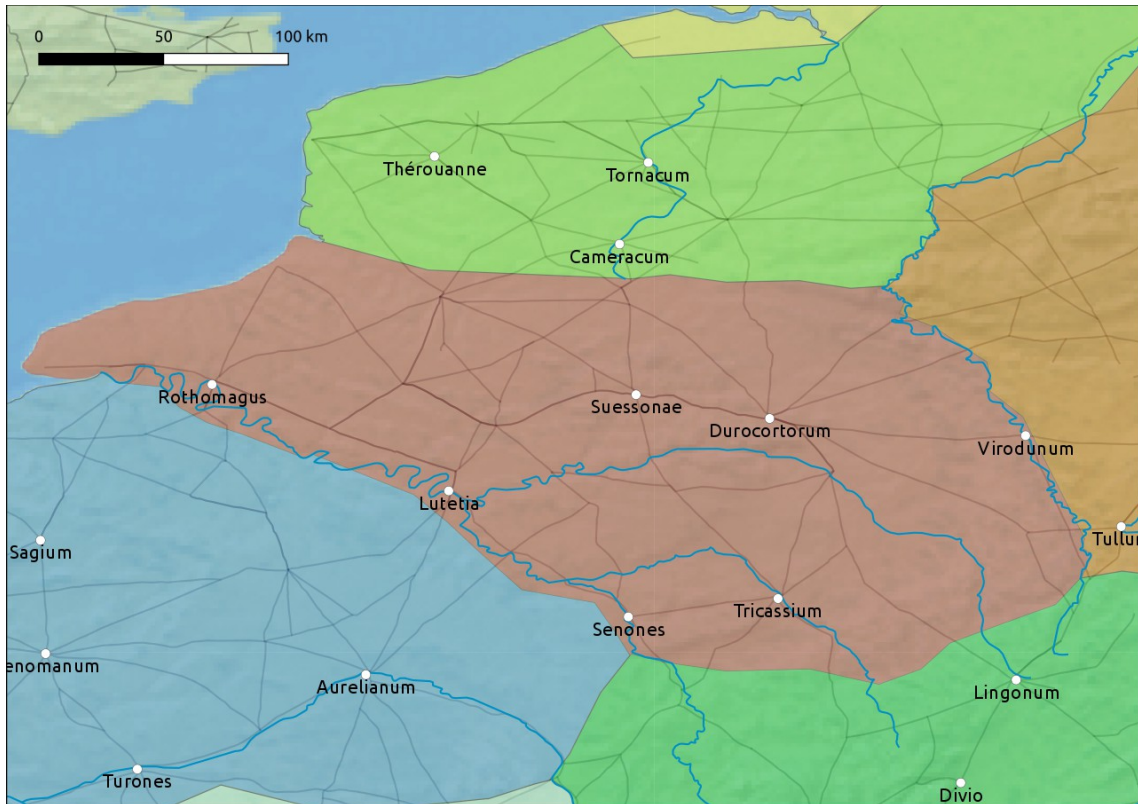 0 50 100 km
Thérouanne
Tornacum
Cameracum
Rothomagus
Suessonae
Durocortorum
Virodunum
Lutetia
Tullum
Sagium
Tricassium
Senones
enomanum
Aurelianum
Lingonum
Turones
Divio